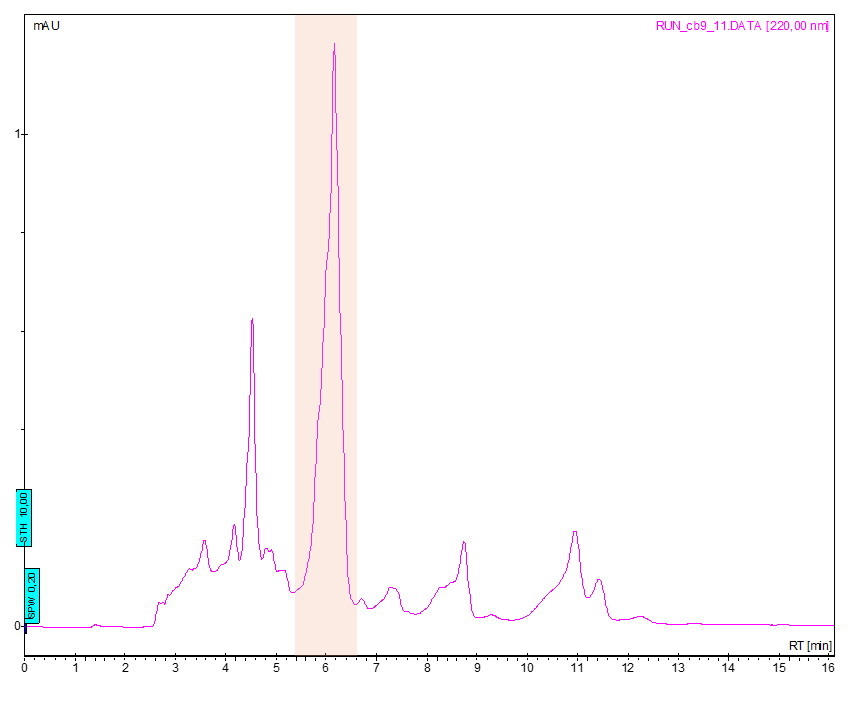 mAU
RUN_cb9_11.DATA [220,00 nm]
1
STH 10,00
SPW 0,20
0
RT [min]
0 1 2 3 4 5 6 7 8 9 10 11 12 13 14 15 16